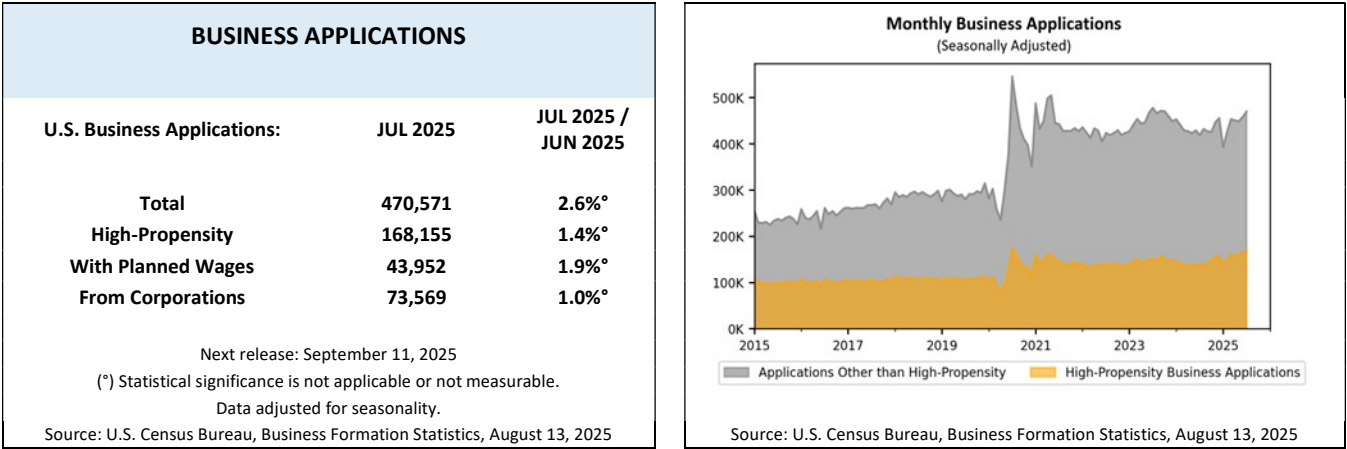 BUSINESS APPLICATIONS
U.S. Business Applications: JUL 2025 JUL 2025 /
JUN 2025
Total 470,571 2.6%°
High-Propensity 168,155 1.4%°
With Planned Wages 43,952 1.9%°
From Corporations 73,569 1.0%°
Next release: September 11, 2025
(°) Statistical significance is not applicable or not measurable.
Data adjusted for seasonality.
Source: U.S. Census Bureau, Business Formation Statistics, August 13, 2025
Monthly Business Applications
(Seasonally Adjusted)
500K
400K
300K
200K
100K
0K
2015 2017 2019 2021 2023 2025
Applications Other than High-Propensity High-Propensity Business Applications
Source: U.S. Census Bureau, Business Formation Statistics, August 13, 2025